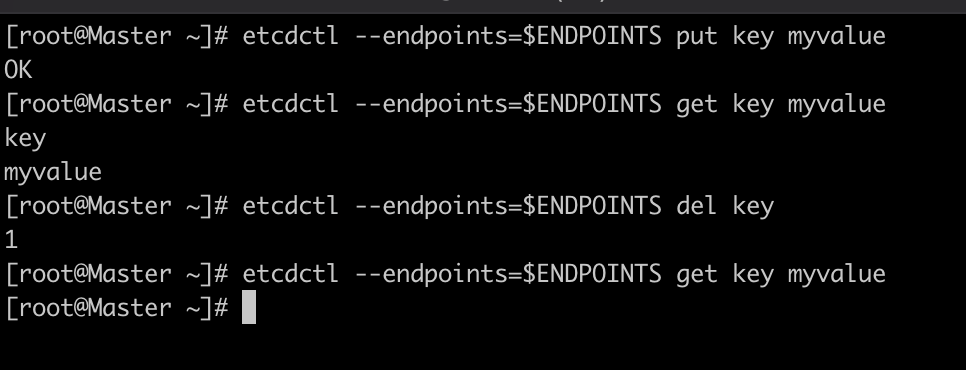 [root@Master ~]# etcdctl --endpoints=$ENDPOINTS put key myvalue
OK
[root@Master ~]# etcdctl --endpoints=$ENDPOINTS get key myvalue
key
myvalue
[root@Master ~]# etcdctl --endpoints=$ENDPOINTS del key
1
[root@Master ~]# etcdctl --endpoints=$ENDPOINTS get key myvalue
[root@Master ~]#